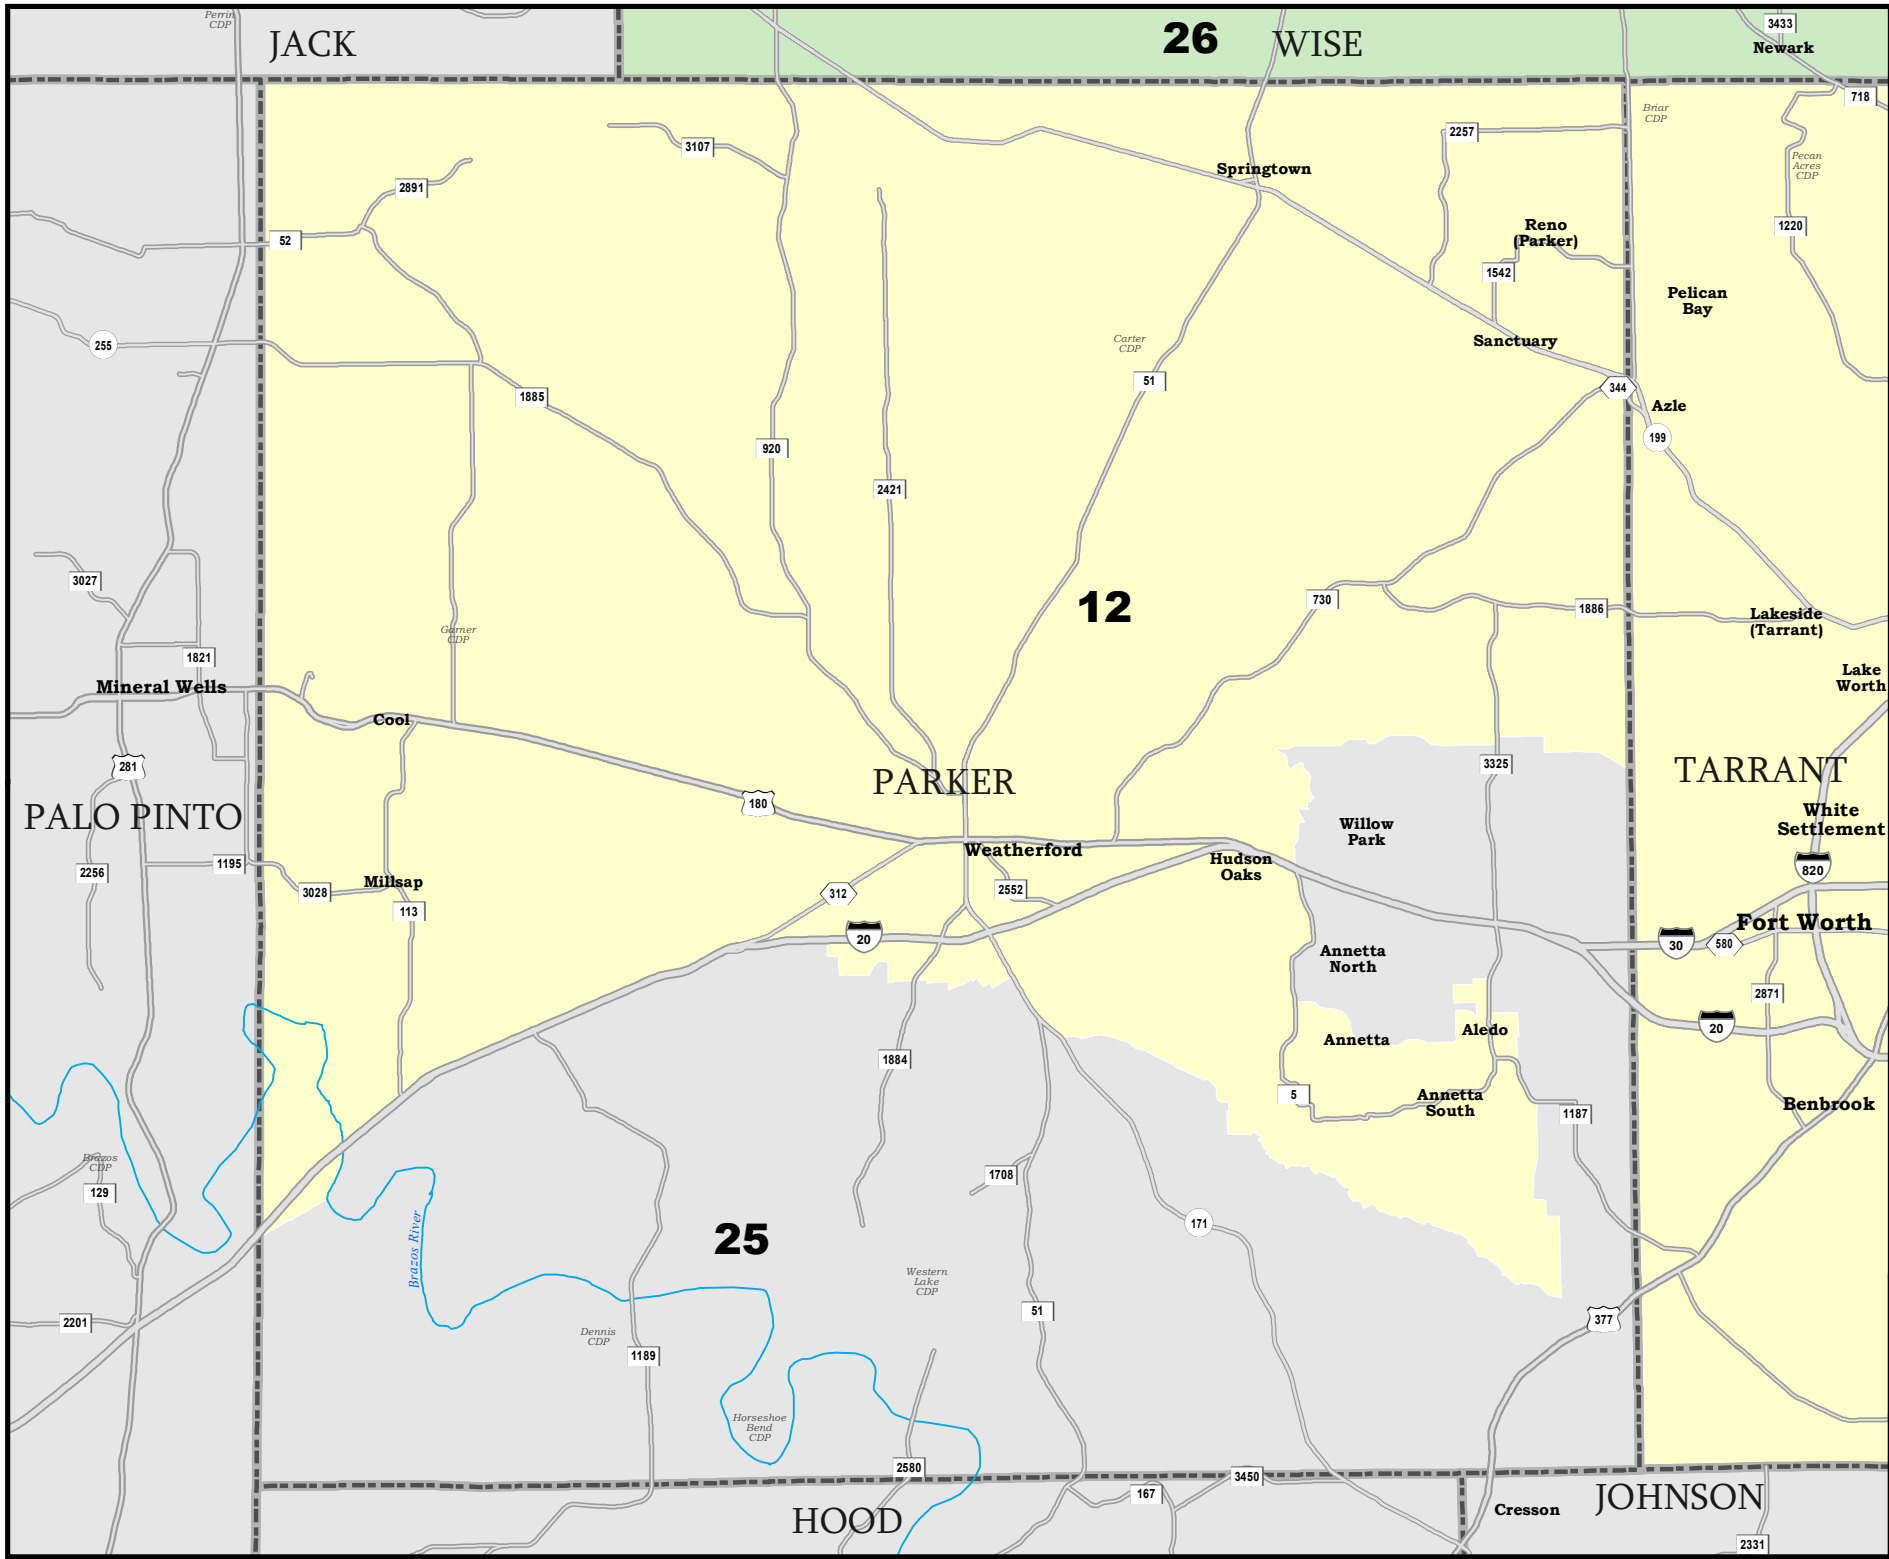 Perrin
CDP
JACK
26
WISE
3433
Newark
718
Briar
CDP
2257
3107
Pecan
Acres
CDP
Springtown
2891
1220
Reno
(Parker)
52
1542
Pelican
Bay
255
Carter
CDP
Sanctuary
51
344
1885
Azle
199
920
2421
3027
12
730
1886
Lakeside
(Tarrant)
Garner
CDP
1821
Lake
Worth
Mineral Wells
Cool
281
3325
TARRANT
PARKER
180
PALO PINTO
White
Settlement
Willow
Park
Weatherford
Hudson
Oaks
1195
820
2256
Millsap
3028
312
2552
113
Fort Worth
20
30
580
Annetta
North
2871
20
Aledo
Annetta
1884
5
Annetta
South
Benbrook
1187
Brazos
CDP
1708
129
171
25
Brazos River
Western
Lake
CDP
51
377
2201
Dennis
CDP
1189
Horseshoe
Bend
CDP
2580
3450
167
JOHNSON
Cresson
HOOD
2331